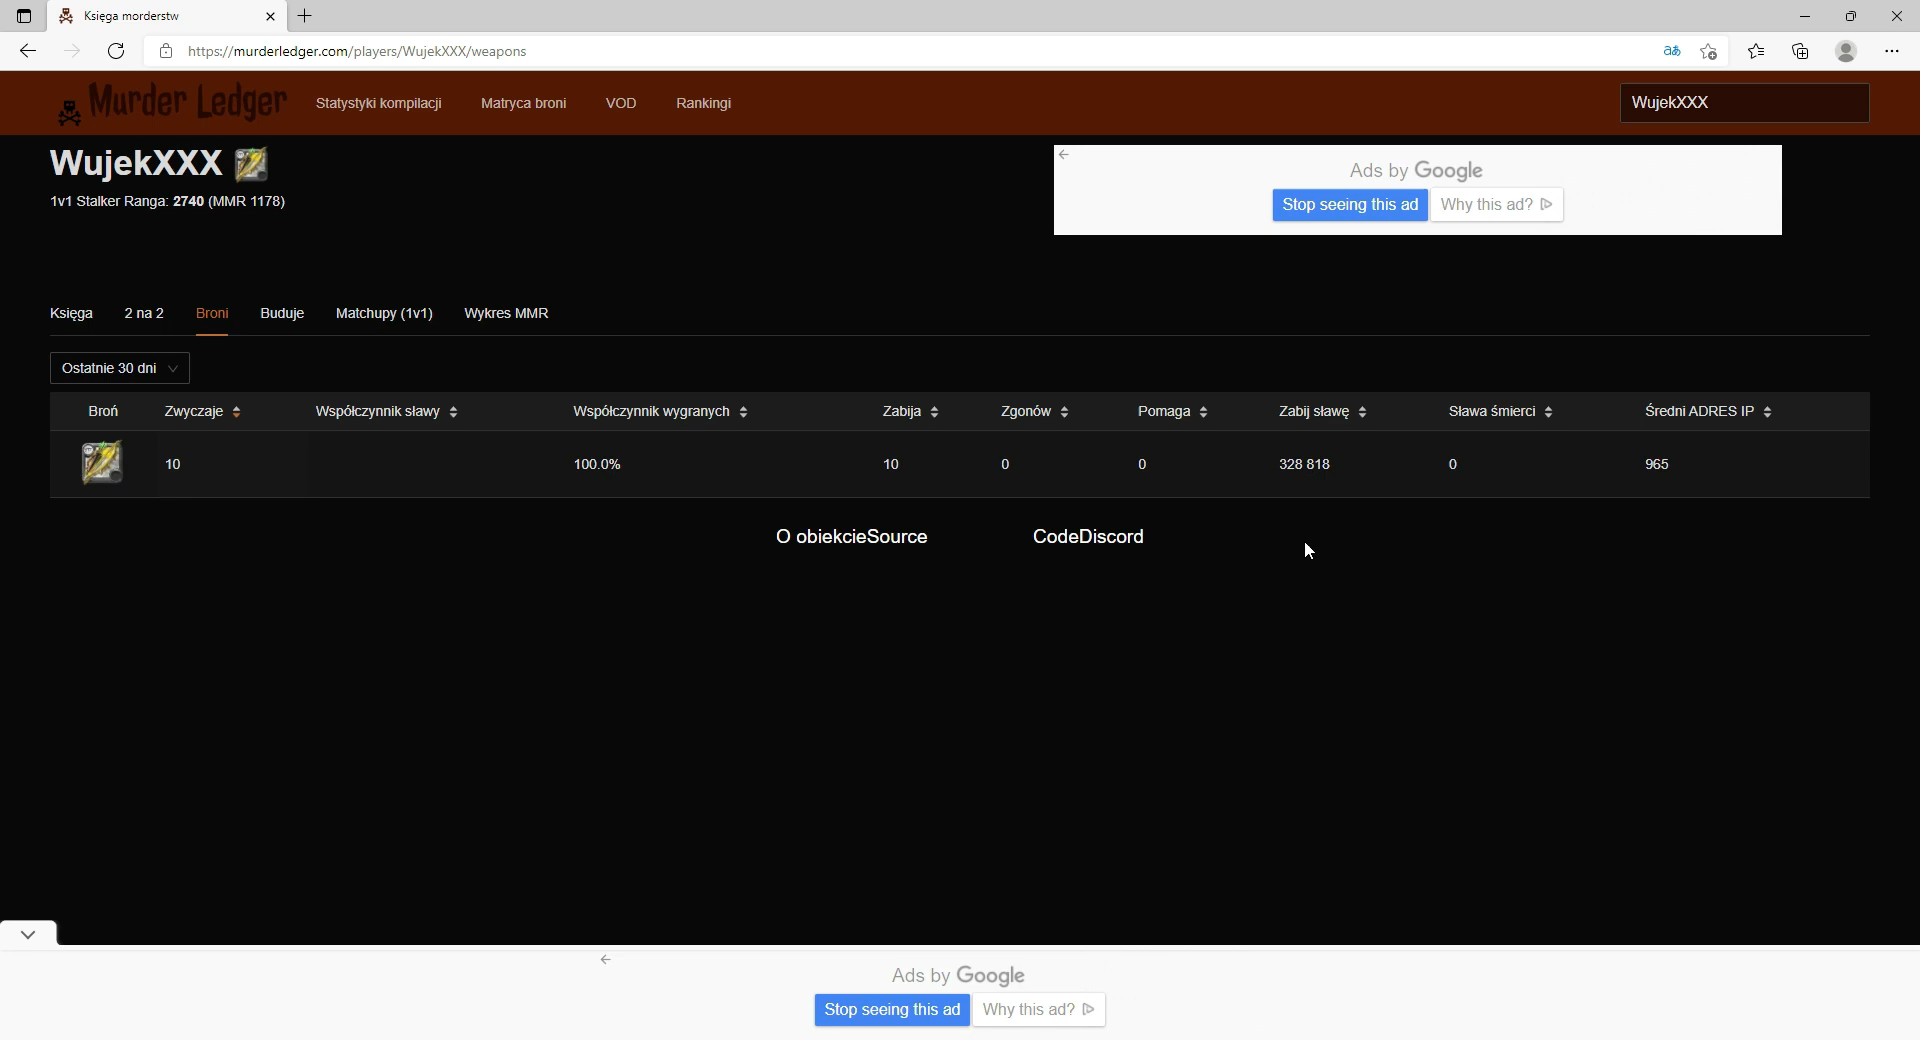 Księga morderstw
https://murderledger.com/players/WujekXXX/weapons
Murder Ledger
Statystyki kompilacji
Matryca broni
VOD
Rankingi
WujekXXX
WujekXXX
1v1 Stalker Ranga: 2740 (MMR 1178)
Ads by Google
Stop seeing this ad
Why this ad?
Księga
2 na 2
Broni
Buduje
Matchupy (1v1)
Wykres MMR
Ostatnie 30 dni
Broń Zwyczaje Współczynnik sławy Współczynnik wygranych Zabija Zgonów Pomaga Zabij sławę Sława śmierci Średni ADRES IP
10 100.0% 10 0 0 328 818 0 965
O obiekcieSource
CodeDiscord
Ads by Google
Stop seeing this ad
Why this ad?